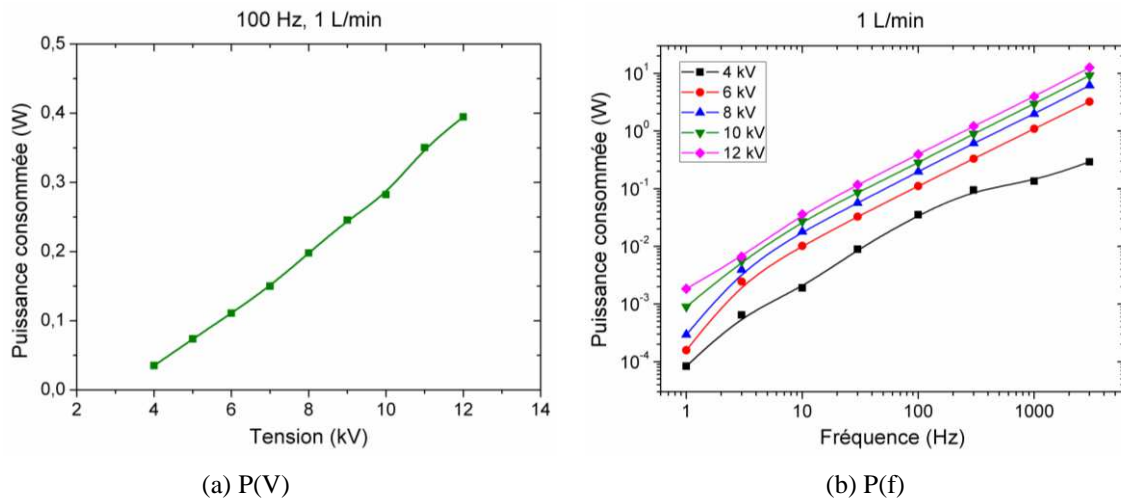 100 Hz, 1 L/min
Puissance consommée (W)
0,5
0,4
0,3
0,2
0,1
0,0
2 4 6 8 10 12 14
Tension (kV)
(a) P(V)
1 L/min
Puissance consommée (W)
4 kV
6 kV
8 kV
10 kV
12 kV
10¹
10⁰
10⁻¹
10⁻²
10⁻³
10⁻⁴
1 10 100 1000
Fréquence (Hz)
(b) P(f)